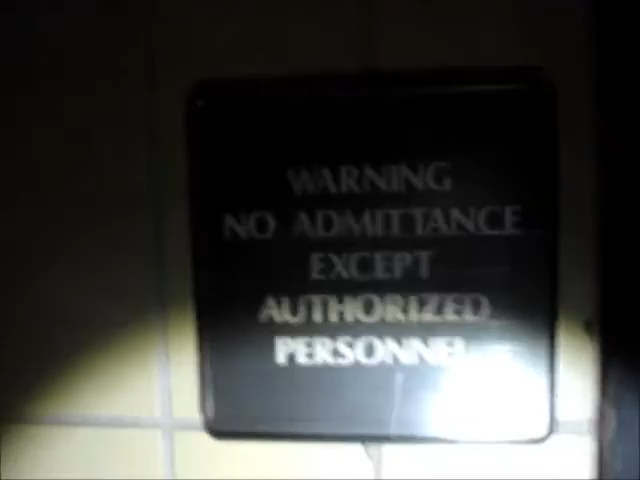 WARNING
NO ADMITTANCE
EXCEPT
AUTHORIZED
PERSONNEL